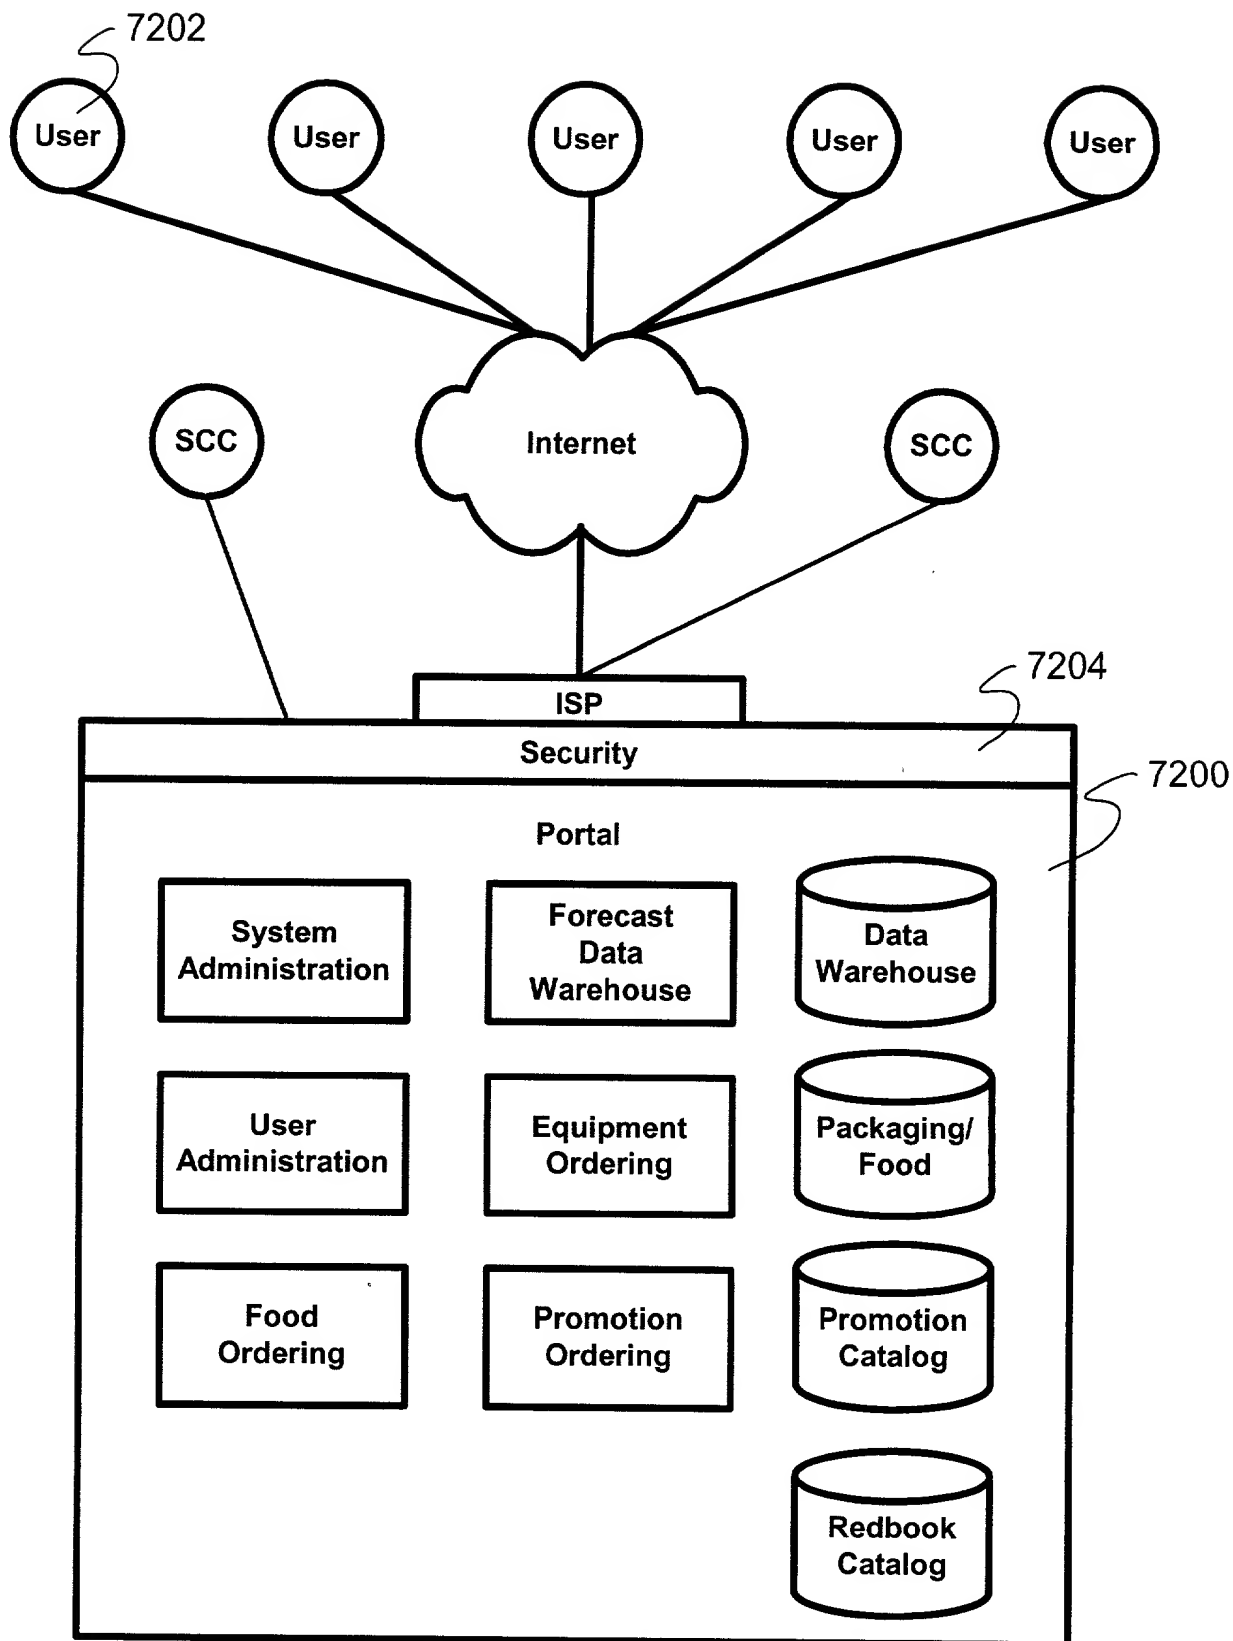 7202
User
User
User
User
User
SCC
Internet
SCC
7204
ISP
Security
7200
Portal
System
Administration
Forecast
Data
Warehouse
Data
Warehouse
User
Administration
Equipment
Ordering
Packaging/
Food
Food
Ordering
Promotion
Ordering
Promotion
Catalog
Redbook
Catalog